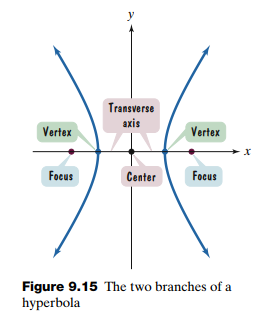 y
Transverse
axis
Vertex
Vertex
x
Focus
Center
Focus
Figure 9.15 The two branches of a
hyperbola